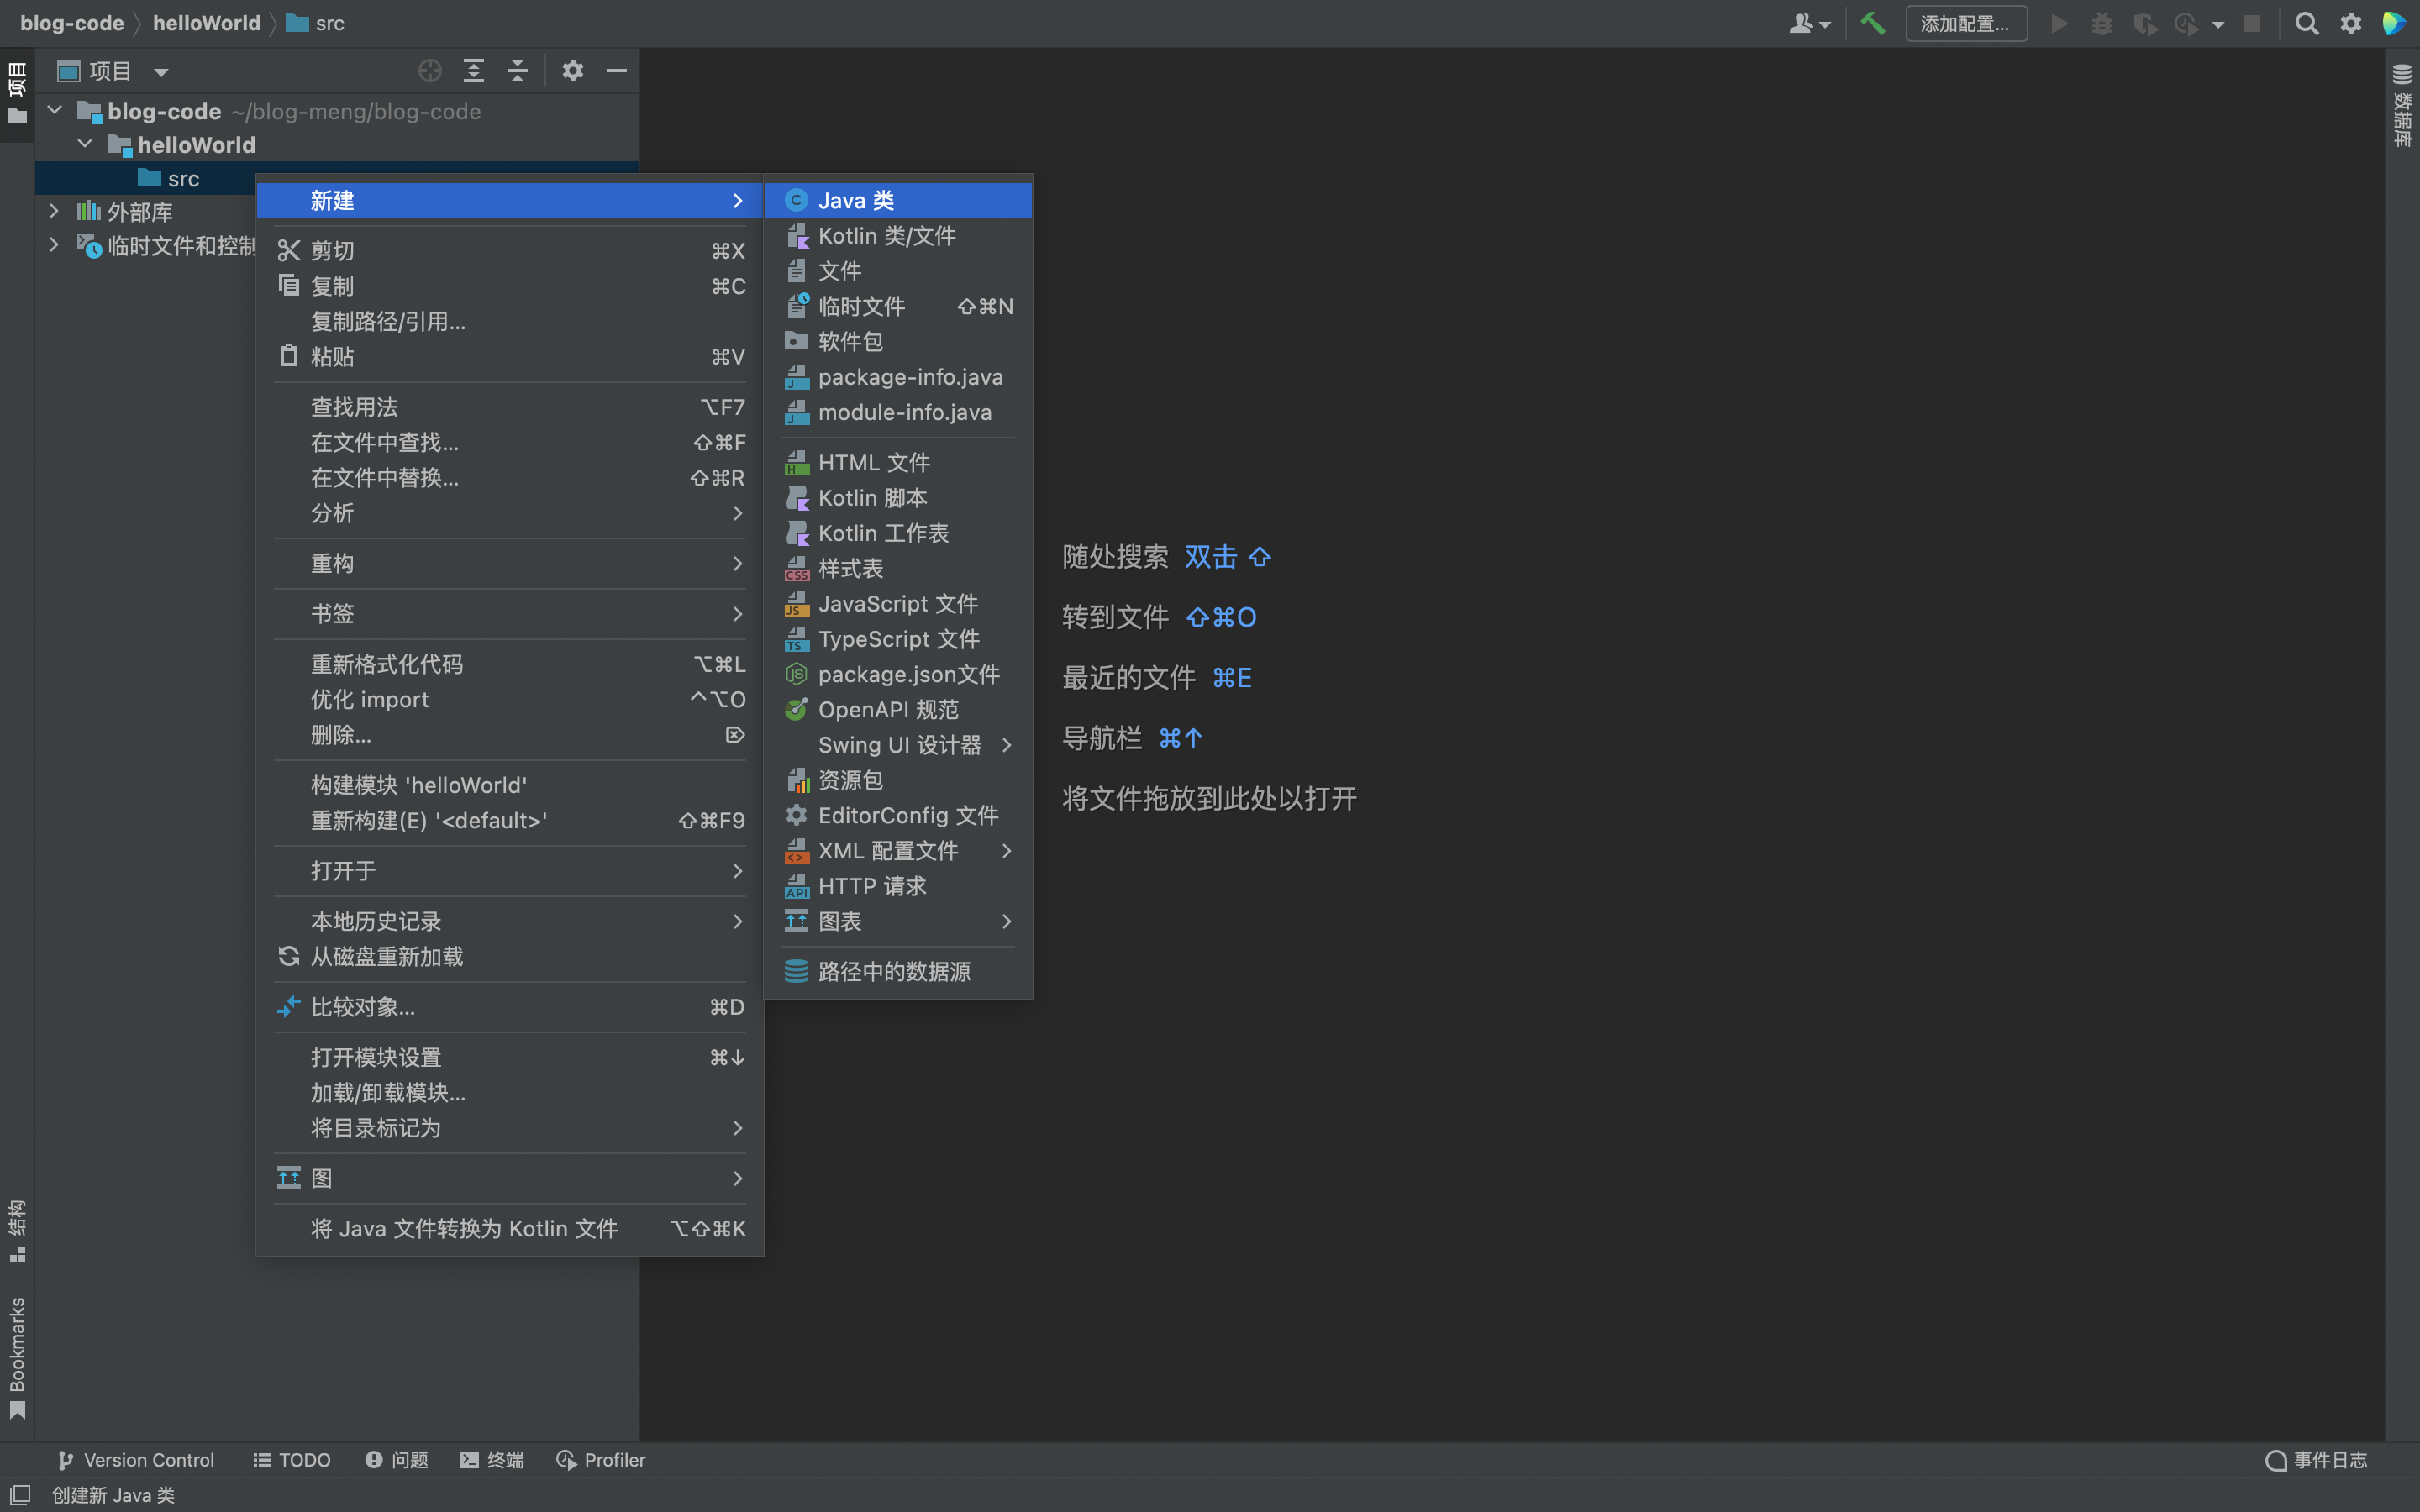 blog-code helloWorld src
添加配置...
项目
项目
blog-code ~/blog-meng/blog-code
helloWorld
src
外部库
临时文件和控制
新建
剪切 ⌘X
复制 ⌘C
复制路径/引用...
粘贴 ⌘V
查找用法 ⌥F7
在文件中查找... ⇧⌘F
在文件中替换... ⇧⌘R
分析
重构
书签
重新格式化代码 ⌥⌘L
优化 import ⌃⌥O
删除... ⌦
构建模块 'helloWorld'
重新构建(E) '<default>' ⇧⌘F9
打开于
本地历史记录
从磁盘重新加载
比较对象... ⌘D
打开模块设置 ⌘↓
加载/卸载模块...
将目录标记为
图
将 Java 文件转换为 Kotlin 文件 ⌥⇧⌘K
Java 类
Kotlin 类/文件
文件
临时文件 ⇧⌘N
软件包
package-info.java
module-info.java
HTML 文件
Kotlin 脚本
Kotlin 工作表
样式表
JavaScript 文件
TypeScript 文件
package.json文件
OpenAPI 规范
Swing UI 设计器
资源包
EditorConfig 文件
XML 配置文件
HTTP 请求
图表
路径中的数据源
随处搜索 双击 ⇧
转到文件 ⇧⌘O
最近的文件 ⌘E
导航栏 ⌘↑
将文件拖放到此处以打开
数据库
结构
Bookmarks
Version Control TODO 问题 终端 Profiler 事件日志
创建新 Java 类